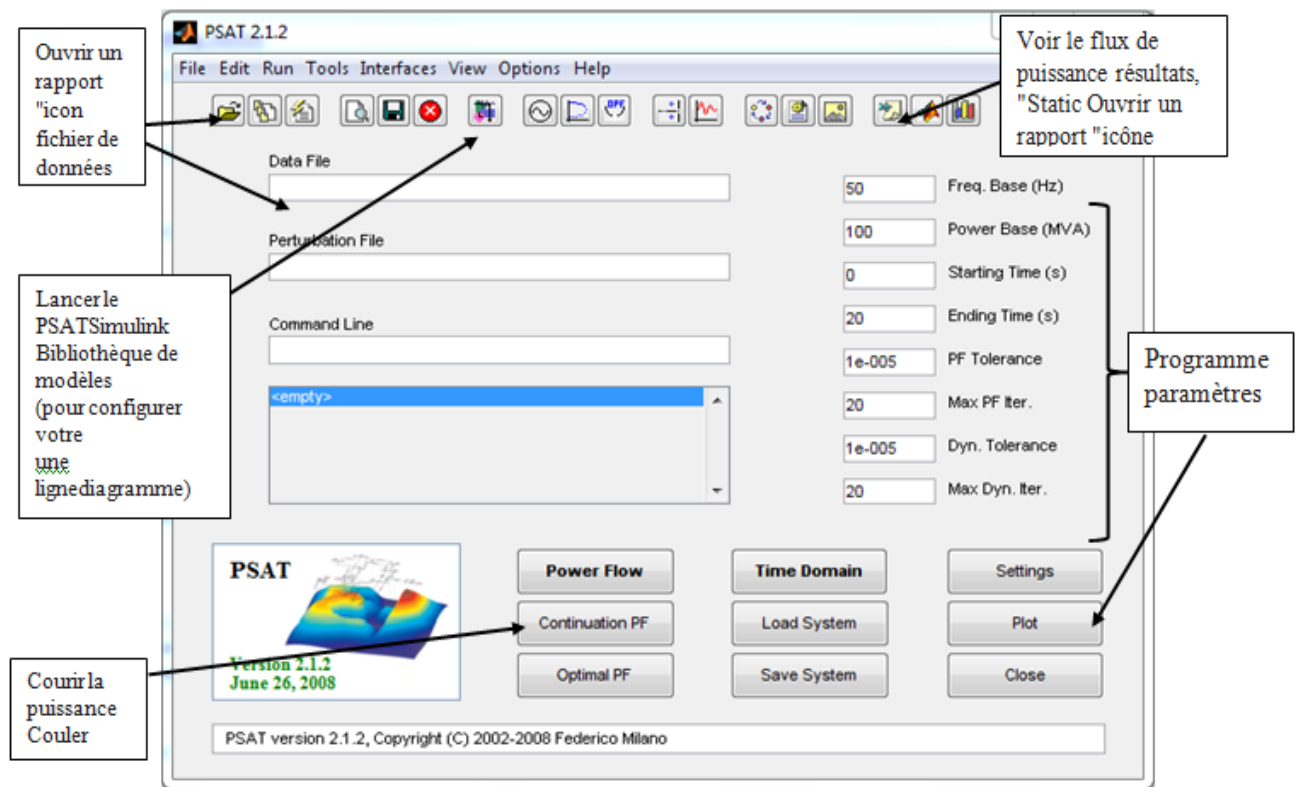 PSAT 2.1.2
File Edit Run Tools Interfaces View Options Help
Ouvrir un
rapport
"icon
fichier de
données
Voir le flux de
puissance résultats,
"Static Ouvrir un
rapport "icône
Data File
Perturbation File
Command Line
<empty>
50 Freq. Base (Hz)
100 Power Base (MVA)
0 Starting Time (s)
20 Ending Time (s)
1e-005 PF Tolerance
20 Max PF Iter.
1e-005 Dyn. Tolerance
20 Max Dyn. Iter.
Lancerle
PSATSimulink
Bibliothèque de
modèles
(pour configurer
votre
une
lignediagramme)
Programme
paramètres
PSAT
Version 2.1.2
June 26, 2008
Power Flow
Time Domain
Settings
Continuation PF
Load System
Plot
Optimal PF
Save System
Close
Courirla
puissance
Couler
PSAT version 2.1.2, Copyright (C) 2002-2008 Federico Milano